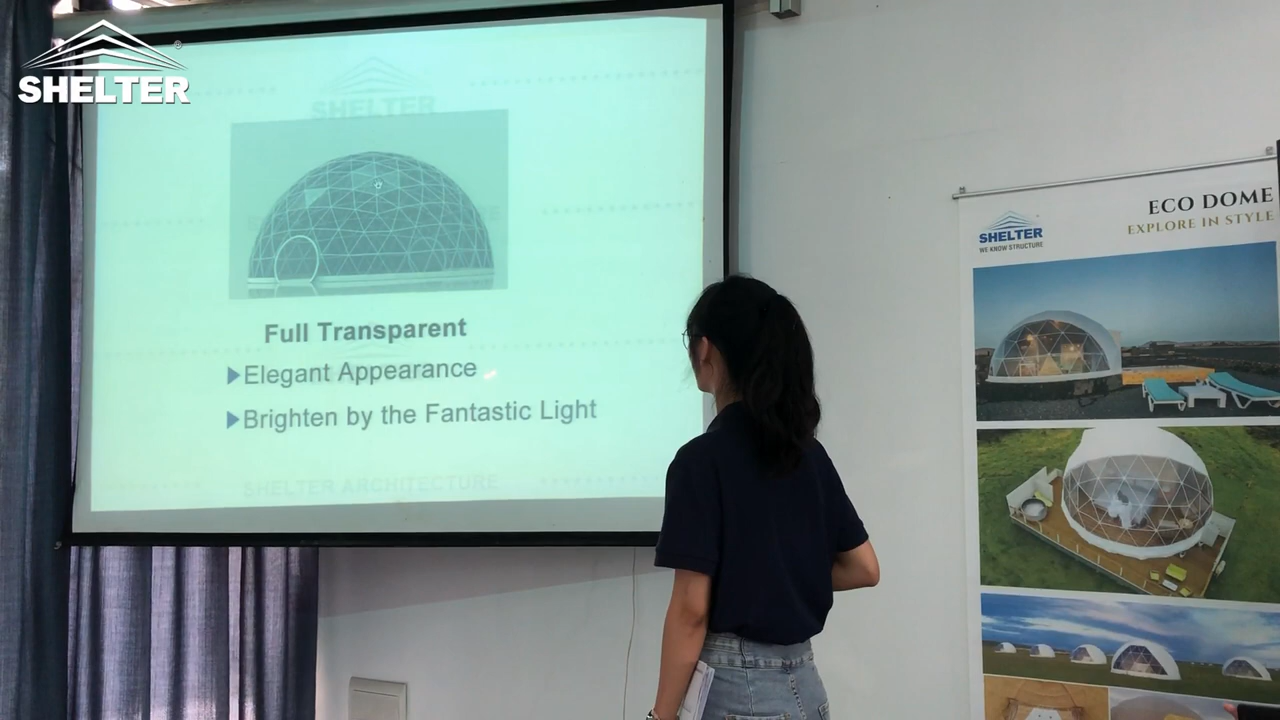 SHELTER
SHELTER
Full Transparent
Elegant Appearance
Brighten by the Fantastic Light
SHELTER ARCHITECTURE
ECO DOME
EXPLORE IN STYLE
SHELTER
WE KNOW STRUCTURE